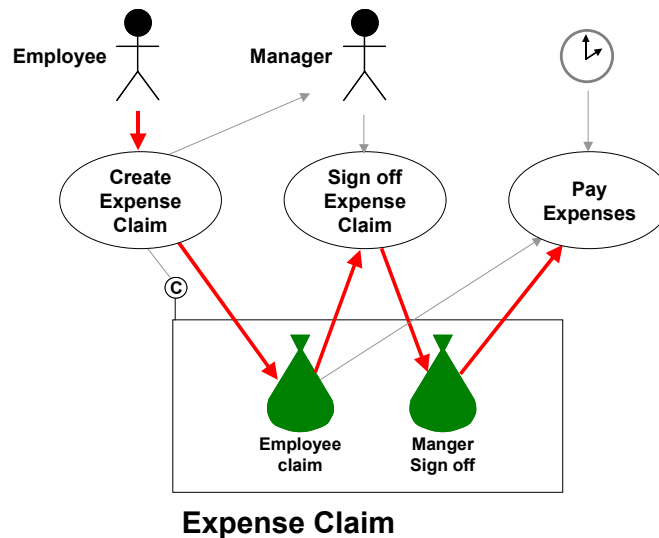 Employee
Manager
Create
Expense
Claim
Sign off
Expense
Claim
Pay
Expenses
C
Employee
claim
Manger
Sign off
Expense Claim